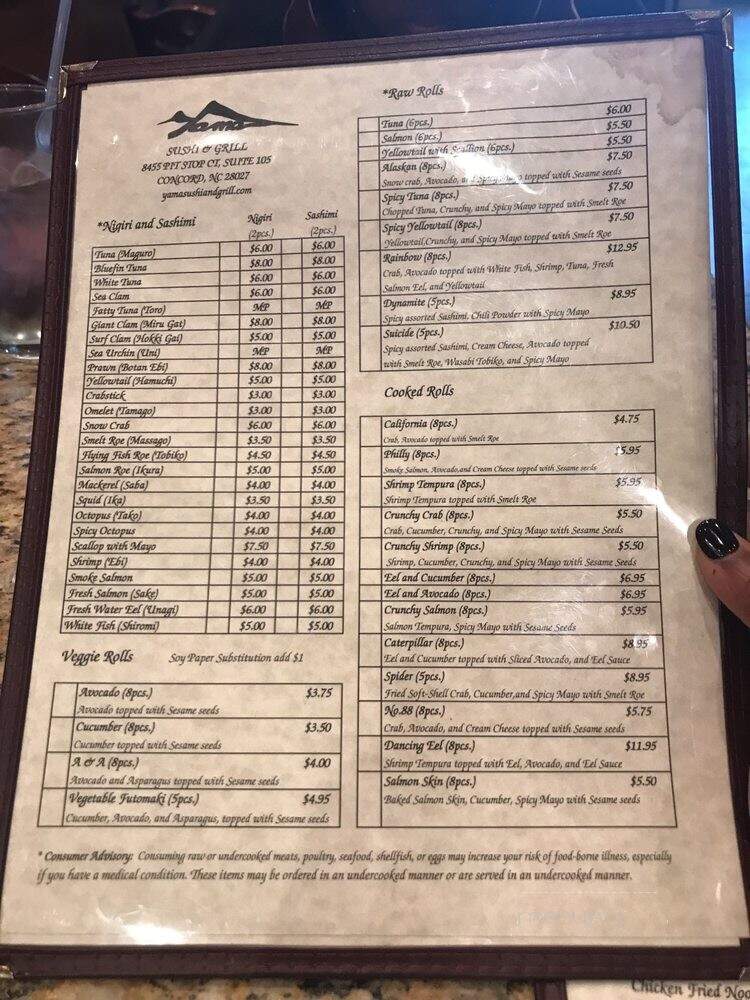 Yama
SUSHI & GRILL
8455 PIT STOP CT, SUITE 105
CONCORD, NC 28027
yamasushiandgrill.com
*Nigiri and Sashimi Nigiri Sashimi
(2pcs.) (2pcs.)
Tuna (Maguro) $6.00 $6.00
Bluefin Tuna $8.00 $8.00
White Tuna $6.00 $6.00
Sea Clam $6.00 $6.00
Fatty Tuna (Toro) MP MP
Giant Clam (Miru Gai) $8.00 $8.00
Surf Clam (Hokki Gai) $5.00 $5.00
Sea Urchin (Uni) MP MP
Prawn (Botan Ebi) $8.00 $8.00
Yellowtail (Hamuchi) $5.00 $5.00
Crabstick $3.00 $3.00
Omelet (Tamago) $3.00 $3.00
Snow Crab $6.00 $6.00
Smelt Roe (Massago) $3.50 $3.50
Flying Fish Roe (Tobiko) $4.50 $4.50
Salmon Roe (Ikura) $5.00 $5.00
Mackerel (Saba) $4.00 $4.00
Squid (Ika) $3.50 $3.50
Octopus (Tako) $4.00 $4.00
Spicy Octopus $4.00 $4.00
Scallop with Mayo $7.50 $7.50
Shrimp (Ebi) $4.00 $4.00
Smoke Salmon $5.00 $5.00
Fresh Salmon (Sake) $5.00 $5.00
Fresh Water Eel (Unagi) $6.00 $6.00
White Fish (Shiromi) $5.00 $5.00
Veggie Rolls Soy Paper Substitution add $1
Avocado (8pcs.) $3.75
Avocado topped with Sesame seeds
Cucumber (8pcs.) $3.50
Cucumber topped with Sesame seeds
A & A (8pcs.) $4.00
Avocado and Asparagus topped with Sesame seeds
Vegetable Futomaki (5pcs.) $4.95
Cucumber, Avocado, and Asparagus, topped with Sesame seeds
*Raw Rolls
Tuna (6pcs.) $6.00
Salmon (6pcs.) $5.50
Yellowtail with Scallion (6pcs.) $5.50
Alaskan (8pcs.) $7.50
Snow crab, Avocado, and Spicy Mayo topped with Sesame seeds
Spicy Tuna (8pcs.) $7.50
Chopped Tuna, Crunchy, and Spicy Mayo topped with Smelt Roe
Spicy Yellowtail (8pcs.) $7.50
Yellowtail,Crunchy, and Spicy Mayo topped with Smelt Roe
Rainbow (8pcs.) $12.95
Crab, Avocado topped with White Fish, Shrimp, Tuna, Fresh
Salmon Eel, and Yellowtail
Dynamite (5pcs.) $8.95
Spicy assorted Sashimi, Chili Powder with Spicy Mayo
Suicide (5pcs.) $10.50
Spicy assorted Sashimi, Cream Cheese, Avocado topped
with Smelt Roe, Wasabi Tobiko, and Spicy Mayo
Cooked Rolls
California (8pcs.) $4.75
Crab, Avocado topped with Smelt Roe
Philly (8pcs.) $5.95
Smoke Salmon, Avocado,and Cream Cheese topped with Sesame seeds
Shrimp Tempura (8pcs.) $5.95
Shrimp Tempura topped with Smelt Roe
Crunchy Crab (8pcs.) $5.50
Crab, Cucumber, Crunchy, and Spicy Mayo with Sesame Seeds
Crunchy Shrimp (8pcs.) $5.50
Shrimp, Cucumber, Crunchy, and Spicy Mayo with Sesame Seeds
Eel and Cucumber (8pcs.) $6.95
Eel and Avocado (8pcs.) $6.95
Crunchy Salmon (8pcs.) $5.95
Salmon Tempura, Spicy Mayo with Sesame Seeds
Caterpillar (8pcs.) $8.95
Eel and Cucumber topped with Sliced Avocado, and Eel Sauce
Spider (5pcs.) $8.95
Fried Soft-Shell Crab, Cucumber,and Spicy Mayo with Smelt Roe
No.88 (8pcs.) $5.75
Crab, Avocado, and Cream Cheese topped with Sesame seeds
Dancing Eel (8pcs.) $11.95
Shrimp Tempura topped with Eel, Avocado, and Eel Sauce
Salmon Skin (8pcs.) $5.50
Baked Salmon Skin, Cucumber, Spicy Mayo with Sesame seeds
* Consumer Advisory: Consuming raw or undercooked meats, poultry, seafood, shellfish, or eggs may increase your risk of food-borne illness, especially
if you have a medical condition. These items may be ordered in an undercooked manner or are served in an undercooked manner.
Chicken Fried